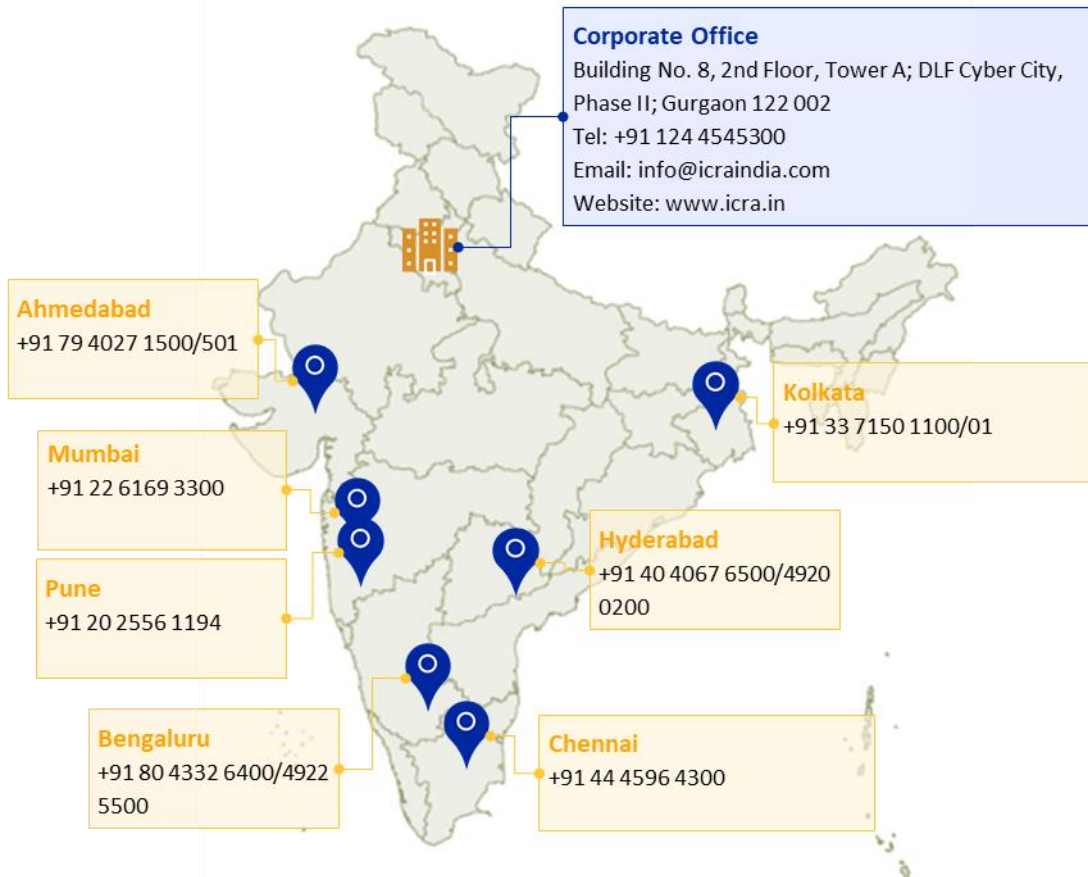 Corporate Office
Building No. 8, 2nd Floor, Tower A; DLF Cyber City,
Phase II; Gurgaon 122 002
Tel: +91 124 4545300
Email: info@icraindia.com
Website: www.icra.in
Ahmedabad
+91 79 4027 1500/501
Kolkata
+91 33 7150 1100/01
Mumbai
+91 22 6169 3300
Hyderabad
+91 40 4067 6500/4920
0200
Pune
+91 20 2556 1194
Bengaluru
+91 80 4332 6400/4922
5500
Chennai
+91 44 4596 4300